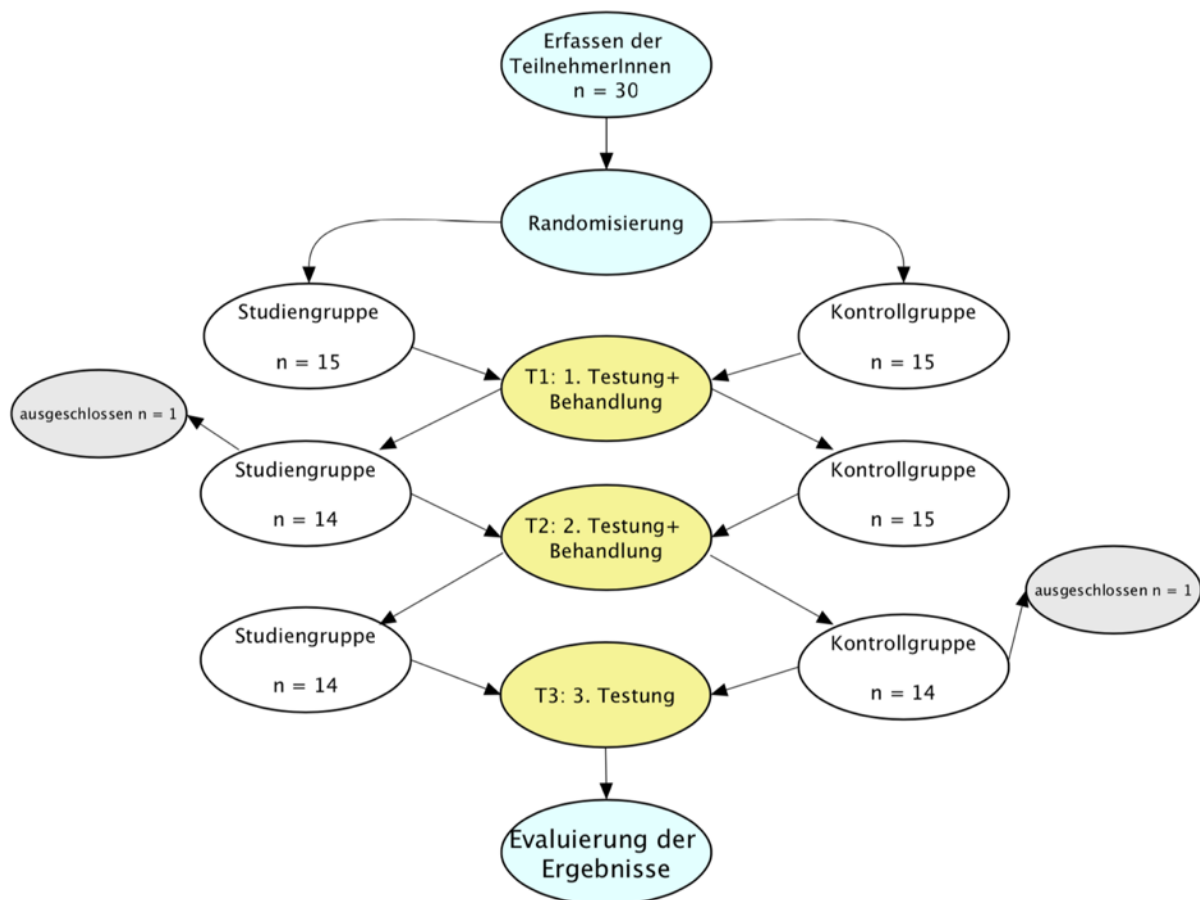 Erfassen der
TeilnehmerInnen
n = 30
Randomisierung
Studiengruppe
n = 15
Kontrollgruppe
n = 15
T1: 1. Testung+
Behandlung
ausgeschlossen n = 1
Studiengruppe
n = 14
Kontrollgruppe
n = 15
T2: 2. Testung+
Behandlung
ausgeschlossen n = 1
Studiengruppe
n = 14
Kontrollgruppe
n = 14
T3: 3. Testung
Evaluierung der
Ergebnisse